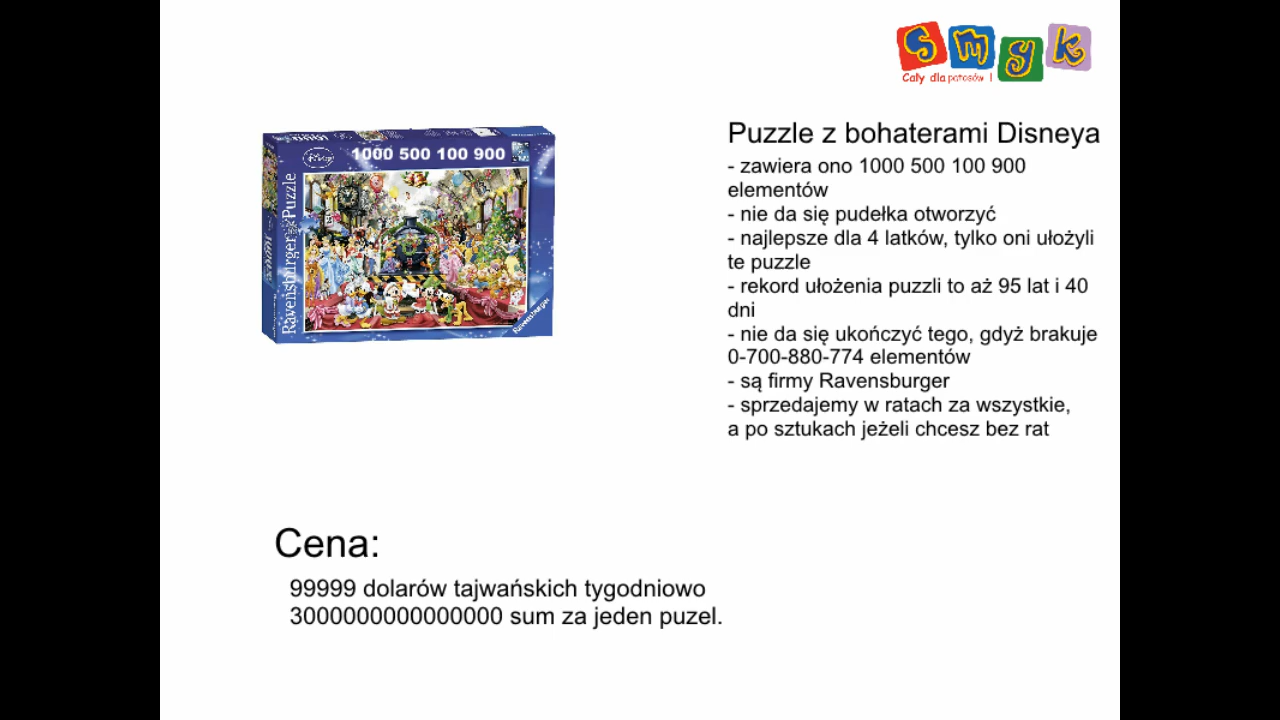 smyk
Cały dla patosów !
Puzzle z bohaterami Disneya
- zawiera ono 1000 500 100 900
elementów
- nie da się pudełka otworzyć
- najlepsze dla 4 latków, tylko oni ułożyli
te puzzle
- rekord ułożenia puzzli to aż 95 lat i 40
dni
- nie da się ukończyć tego, gdyż brakuje
0-700-880-774 elementów
- są firmy Ravensburger
- sprzedajemy w ratach za wszystkie,
a po sztukach jeżeli chcesz bez rat
Disney
1000 500 100 900
Ravensburger Puzzle
Ravensburger
Cena:
99999 dolarów tajwańskich tygodniowo
3000000000000000 sum za jeden puzel.